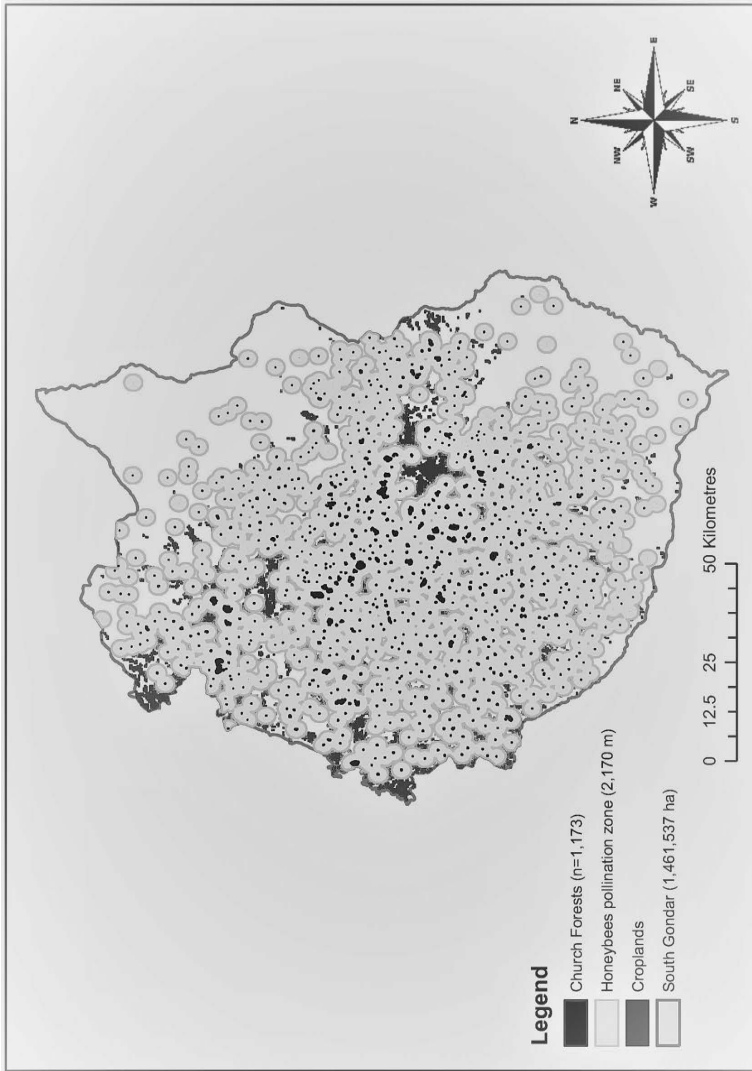 N
NE
E
SE
S
SW
W
NW
0 12.5 25 50 Kilometres
Legend
Church Forests (n=1,173)
Honeybees pollination zone (2,170 m)
Croplands
South Gondar (1,461,537 ha)